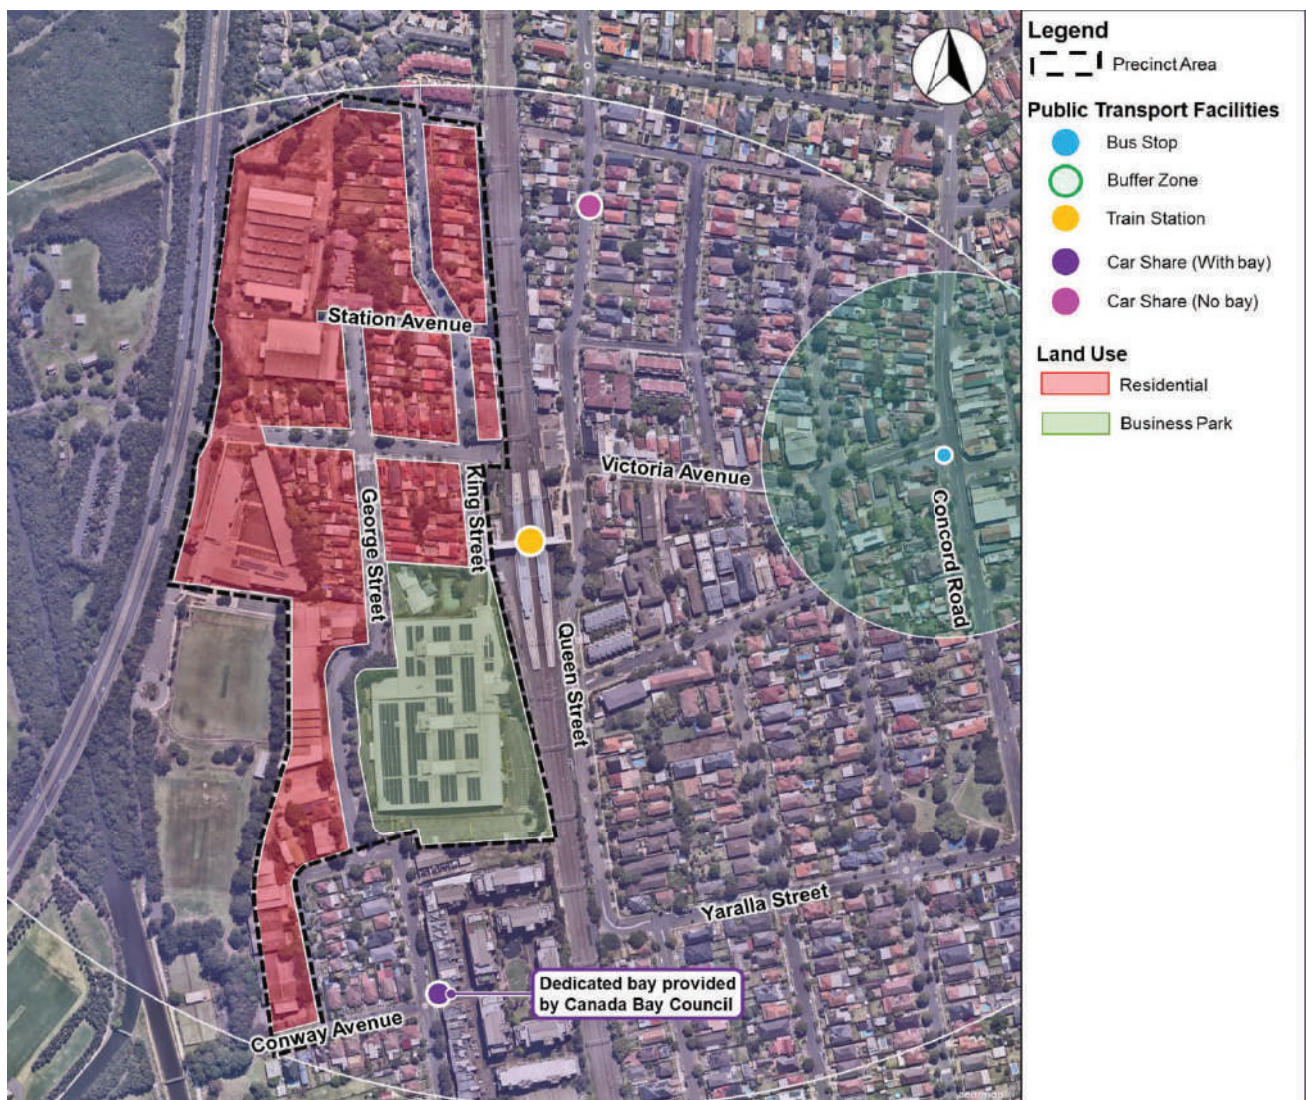 Legend
Precinct Area
Public Transport Facilities
Bus Stop
Buffer Zone
Train Station
Car Share (With bay)
Car Share (No bay)
Land Use
Residential
Business Park
Station Avenue
Victoria Avenue
King Street
George Street
Concord Road
Queen Street
Yaralla Street
Dedicated bay provided
by Canada Bay Council
Conway Avenue
nearmap